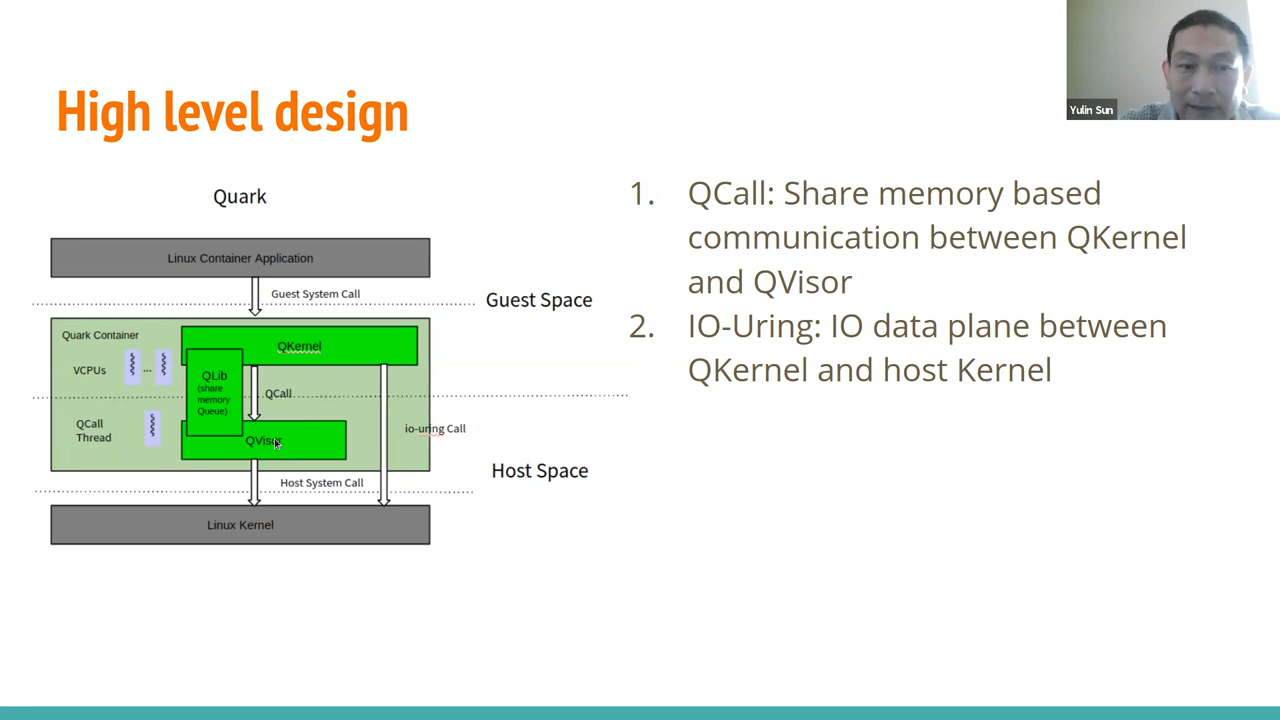 Yulin Sun
High level design
Quark
Linux Container Application
Guest System Call
Guest Space
Quark Container
QKernel
VCPUs
...
QLib
(share
memory
Queue)
QCall
QCall
Thread
QVisor
io-uring Call
Host Space
Host System Call
Linux Kernel
1. QCall: Share memory based
communication between QKernel
and QVisor
2. IO-Uring: IO data plane between
QKernel and host Kernel